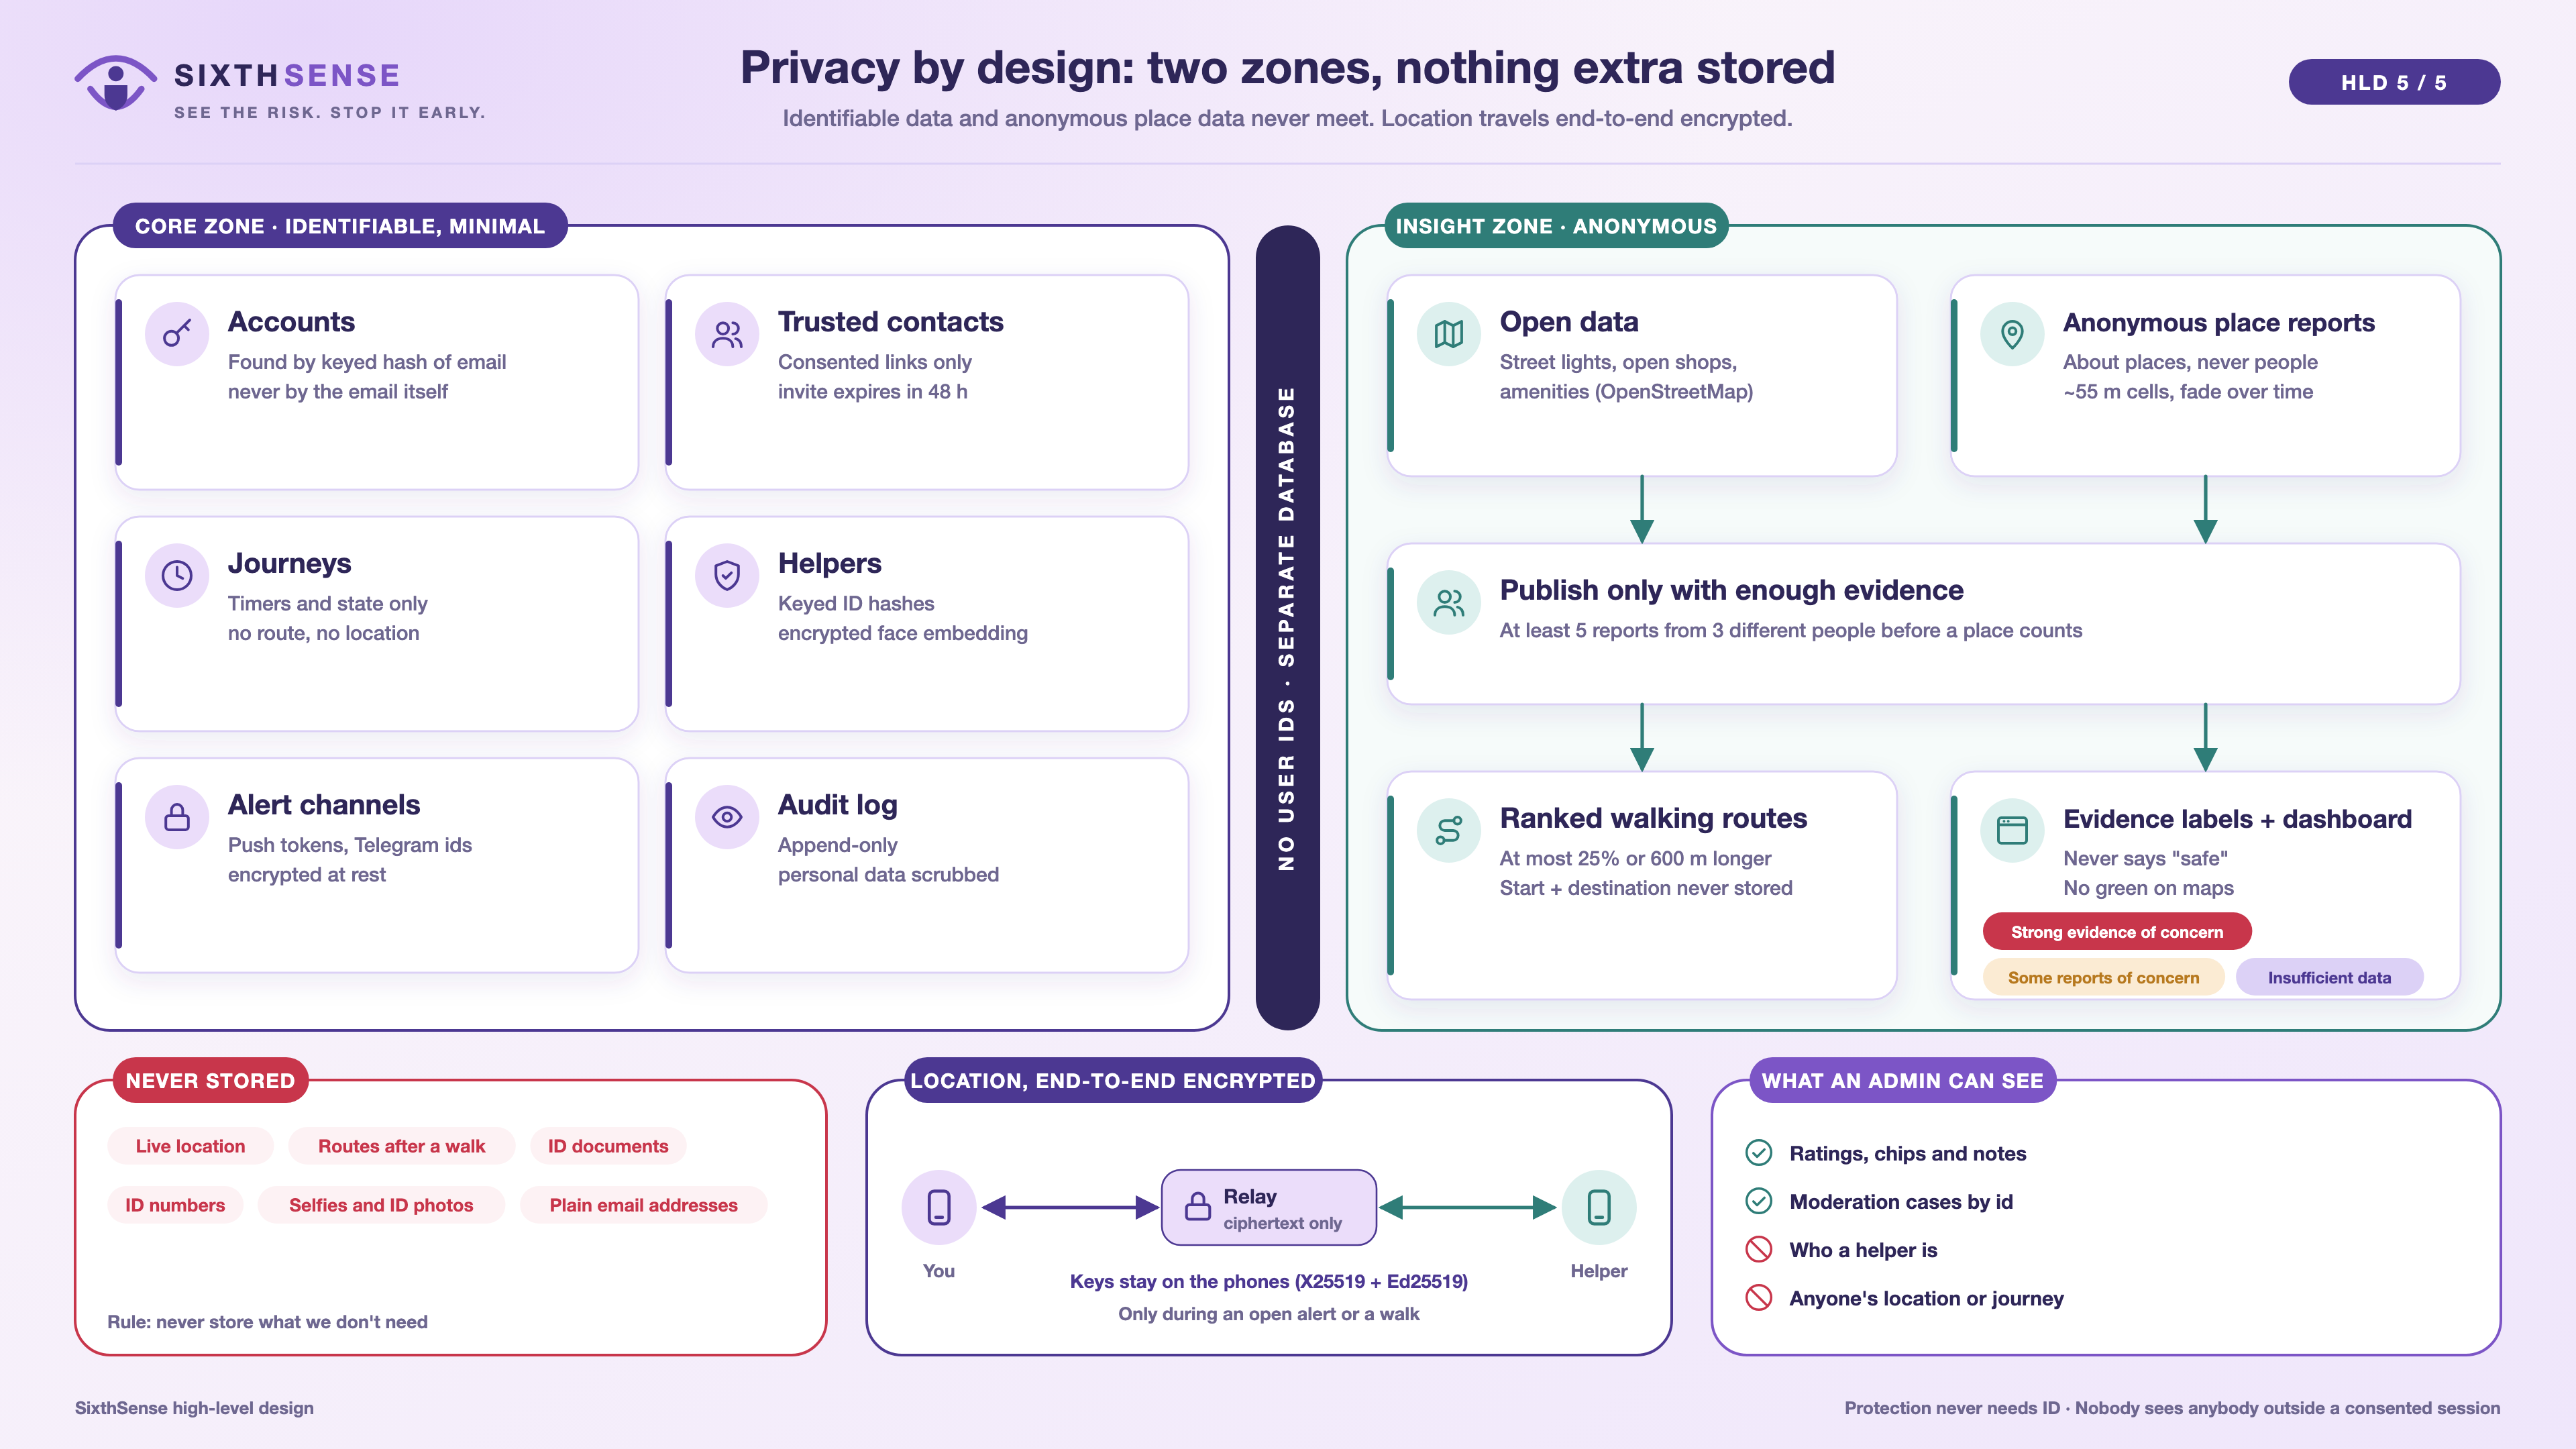 SIXTHSENSE
SEE THE RISK. STOP IT EARLY.
Privacy by design: two zones, nothing extra stored
Identifiable data and anonymous place data never meet. Location travels end-to-end encrypted.
HLD 5 / 5
CORE ZONE · IDENTIFIABLE, MINIMAL
Accounts
Found by keyed hash of email
never by the email itself
Trusted contacts
Consented links only
invite expires in 48 h
Journeys
Timers and state only
no route, no location
Helpers
Keyed ID hashes
encrypted face embedding
Alert channels
Push tokens, Telegram ids
encrypted at rest
Audit log
Append-only
personal data scrubbed
NO USER IDS · SEPARATE DATABASE
INSIGHT ZONE · ANONYMOUS
Open data
Street lights, open shops,
amenities (OpenStreetMap)
Anonymous place reports
About places, never people
~55 m cells, fade over time
Publish only with enough evidence
At least 5 reports from 3 different people before a place counts
Ranked walking routes
At most 25% or 600 m longer
Start + destination never stored
Evidence labels + dashboard
Never says "safe"
No green on maps
Strong evidence of concern
Some reports of concern
Insufficient data
NEVER STORED
Live location
Routes after a walk
ID documents
ID numbers
Selfies and ID photos
Plain email addresses
Rule: never store what we don't need
LOCATION, END-TO-END ENCRYPTED
You
Relay
ciphertext only
Helper
Keys stay on the phones (X25519 + Ed25519)
Only during an open alert or a walk
WHAT AN ADMIN CAN SEE
Ratings, chips and notes
Moderation cases by id
Who a helper is
Anyone's location or journey
SixthSense high-level design
Protection never needs ID · Nobody sees anybody outside a consented session